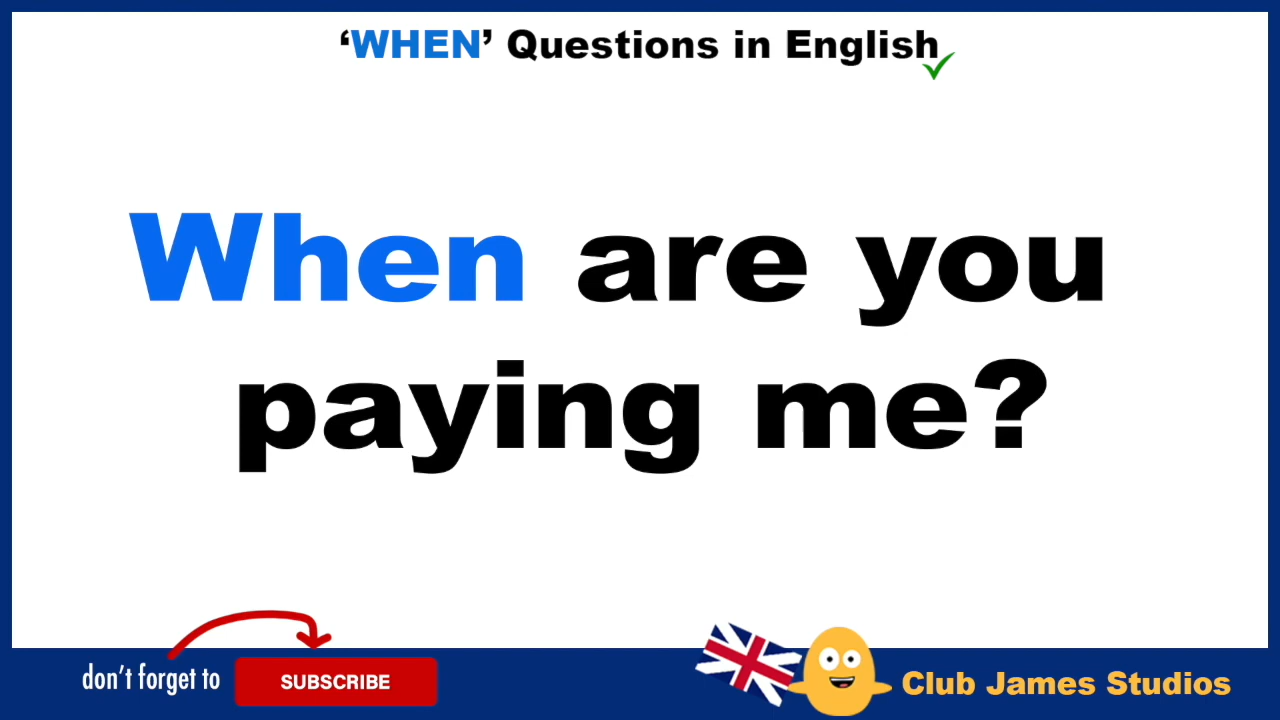 ‘WHEN’ Questions in English
When are you
paying me?
don't forget to
SUBSCRIBE
Club James Studios